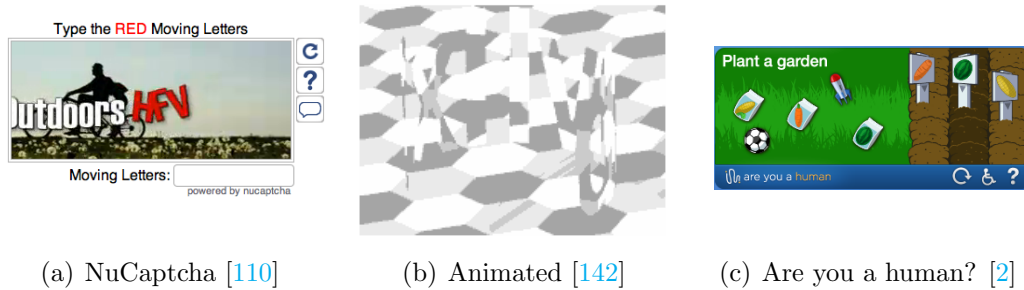 Type the RED Moving Letters
outdoors HFV
Moving Letters:
powered by nucaptcha
Plant a garden
are you a human
?
?
(a) NuCaptcha [110]
(b) Animated [142]
(c) Are you a human? [2]